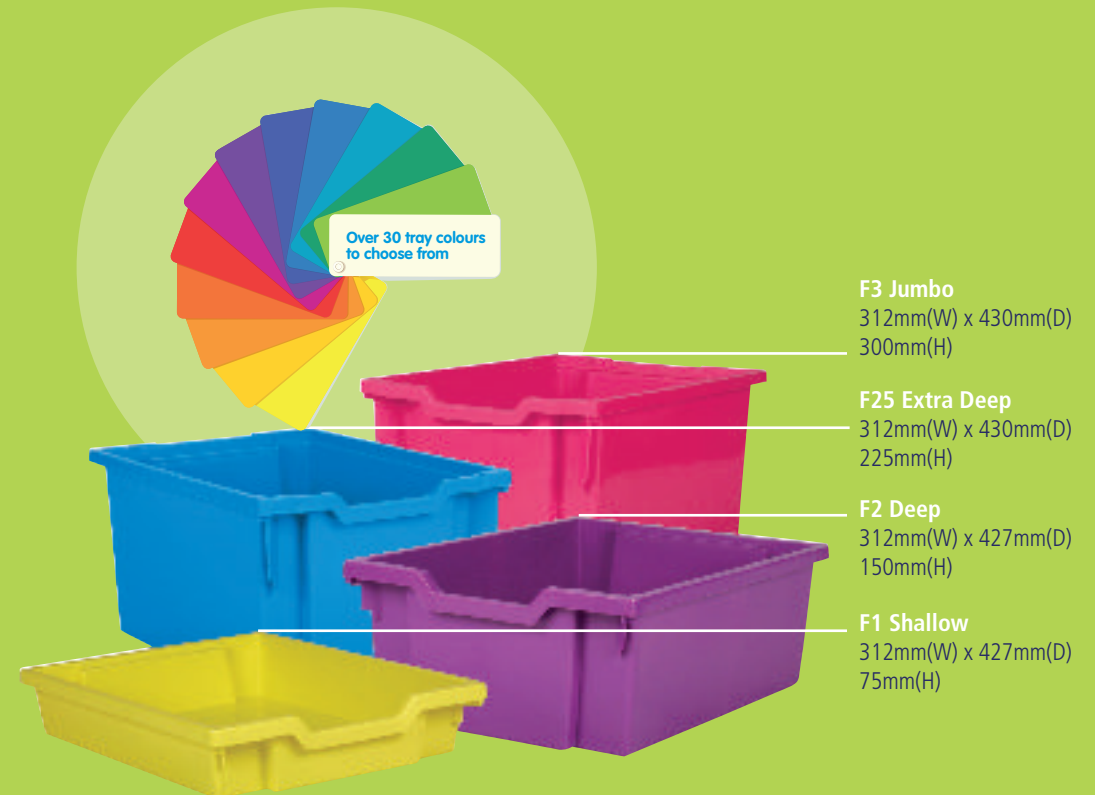 Over 30 tray colours
to choose from
F3 Jumbo
312mm(W) x 430mm(D)
300mm(H)
F25 Extra Deep
312mm(W) x 430mm(D)
225mm(H)
F2 Deep
312mm(W) x 427mm(D)
150mm(H)
F1 Shallow
312mm(W) x 427mm(D)
75mm(H)